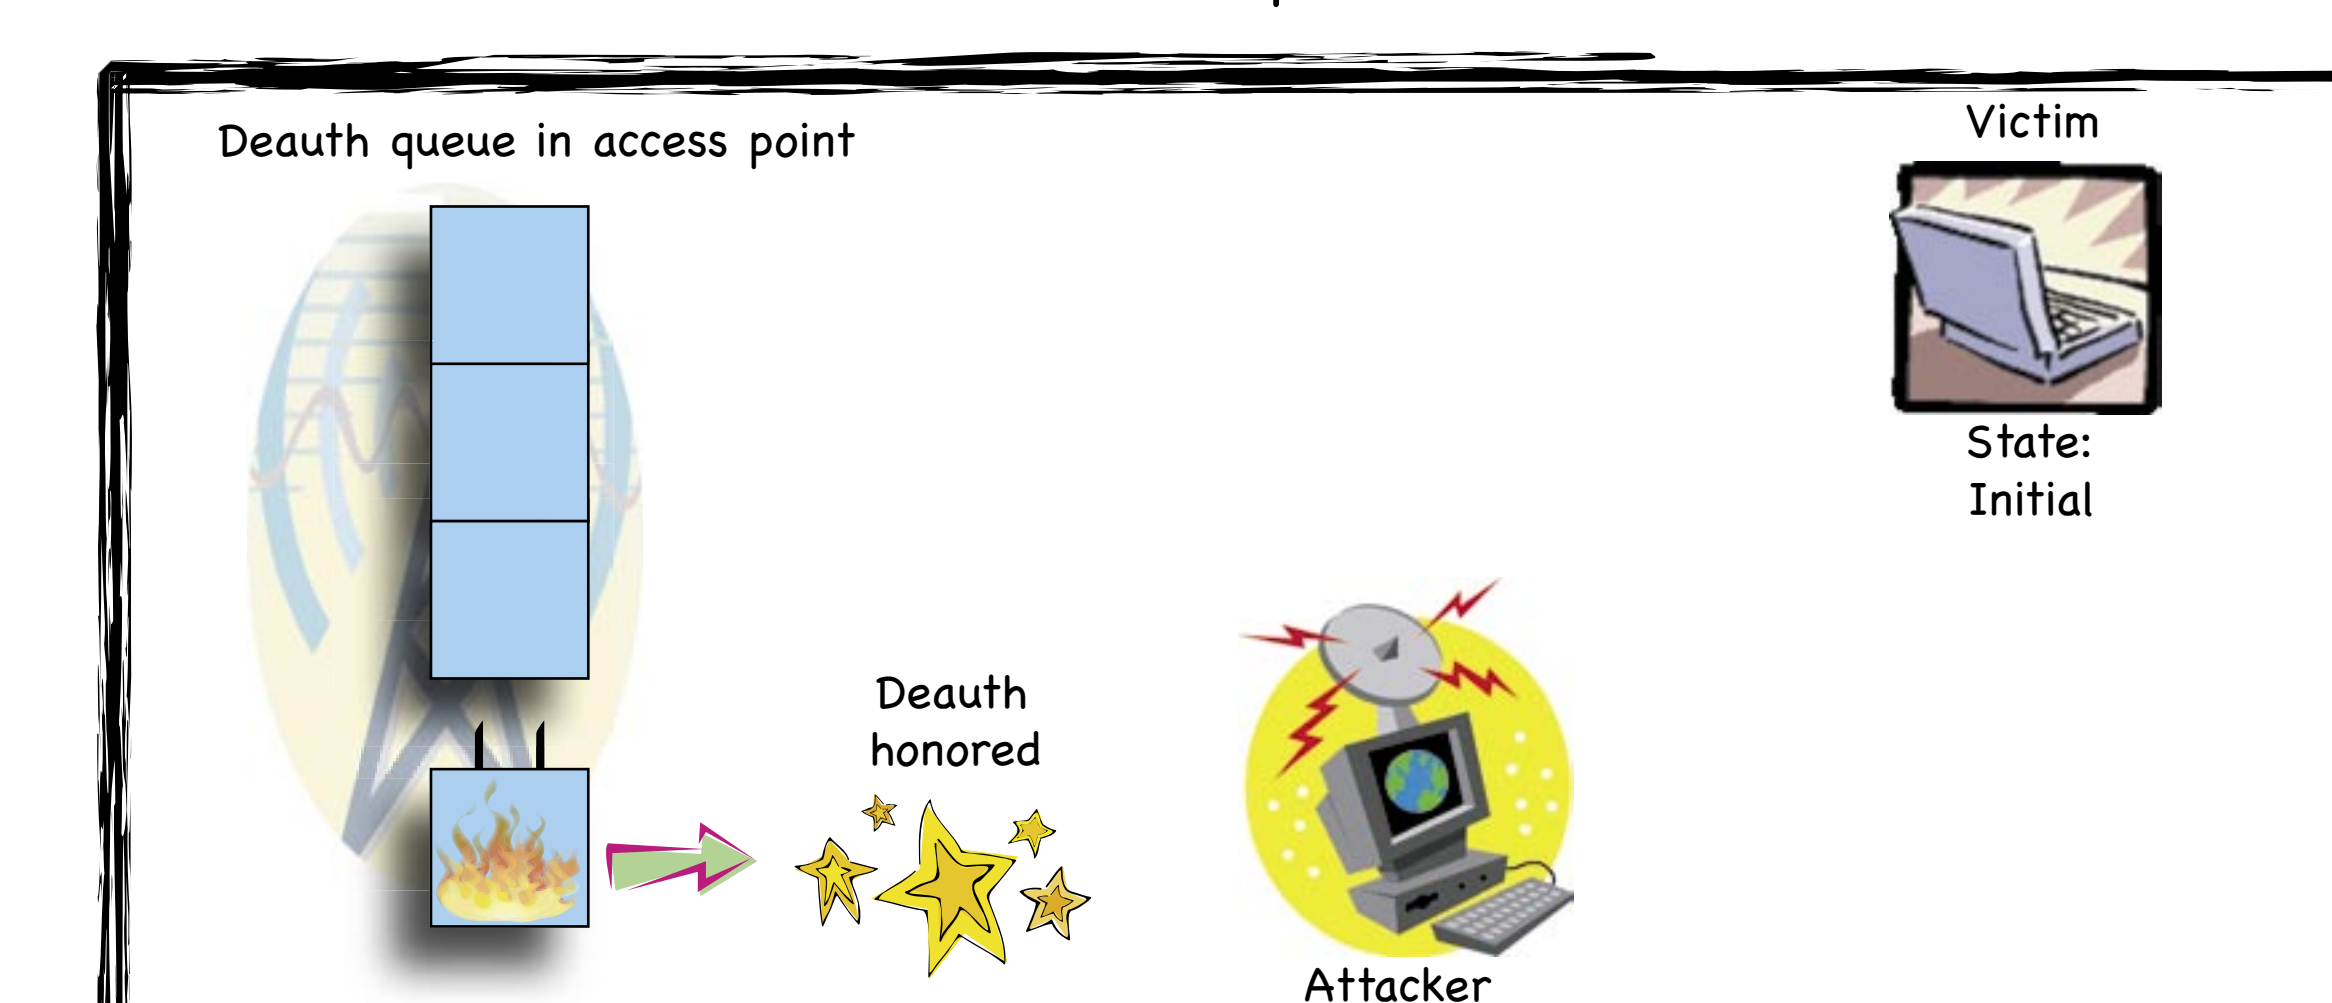 Deauth queue in access point
Victim
State:
Initial
Deauth
honored
Attacker